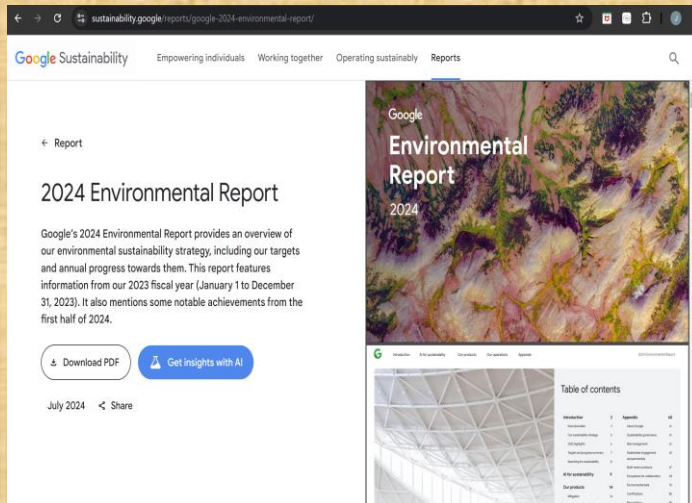 sustainability.google/reports/google-2024-environmental-report/
Google Sustainability
Empowering individuals
Working together
Operating sustainably
Reports
← Report
2024 Environmental Report
Google's 2024 Environmental Report provides an overview of
our environmental sustainability strategy, including our targets
and annual progress towards them. This report features
information from our 2023 fiscal year (January 1 to December
31, 2023). It also mentions some notable achievements from the
first half of 2024.
Download PDF
Get insights with AI
July 2024
Share
Google
Environmental
Report
2024
Introduction
AI for sustainability
Our products
Our operations
Appendix
Table of contents
Introduction
Appendix
AI for sustainability
Our products